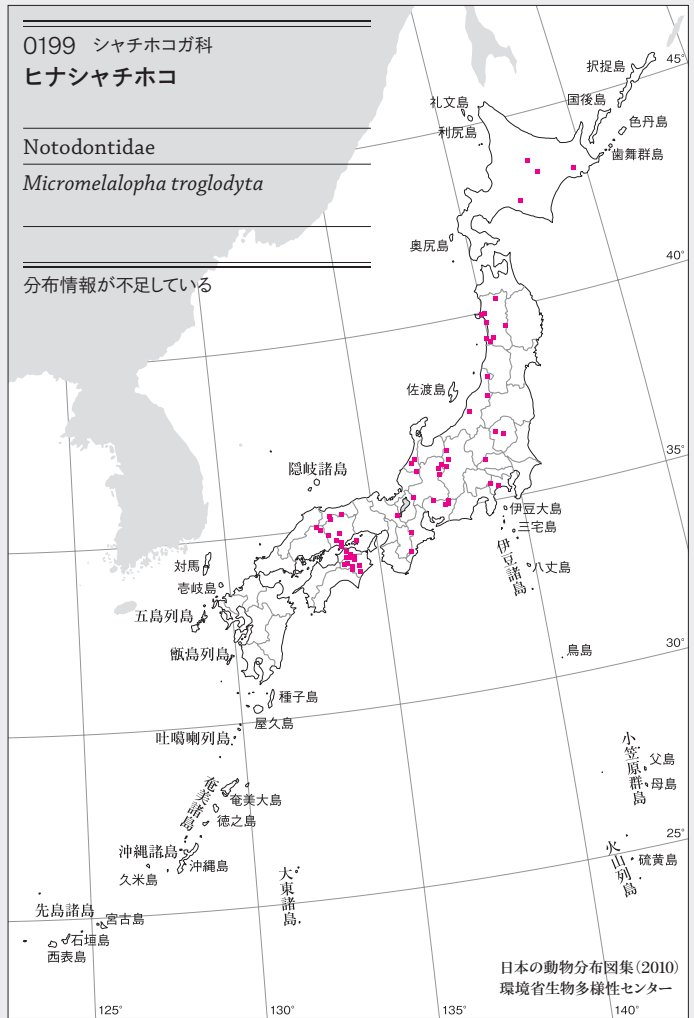 0199 シャチホコガ科
ヒナシャチホコ
Notodontidae
Micromelalopha troglodyta
分布情報が不足している
択捉島
45°
礼文島
国後島
色丹島
利尻島
歯舞群島
奥尻島
40°
佐渡島
35°
隠岐諸島
伊豆大島
三宅島
伊豆諸島
八丈島
対馬
壱岐島
五島列島
甑島列島
鳥島
30°
種子島
屋久島
吐噶喇列島
小笠原群島
父島
母島
奄美諸島
奄美大島
徳之島
25°
沖縄諸島
沖縄島
久米島
火山列島
硫黄島
大東諸島
先島諸島
宮古島
石垣島
西表島
日本の動物分布図集(2010)
環境省生物多様性センター
125°
130°
135°
140°